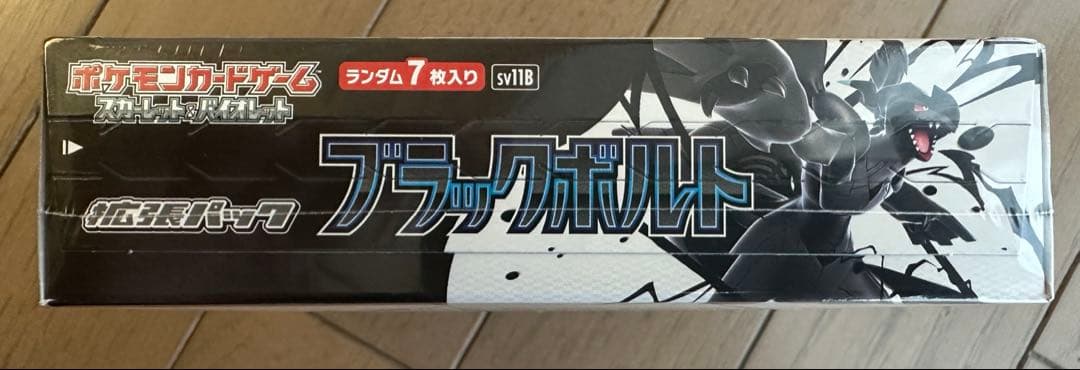 ポケモンカードゲーム
スカーレット&バイオレット
ランダム7枚入り
sv11B
ブラックボルト
拡張パック